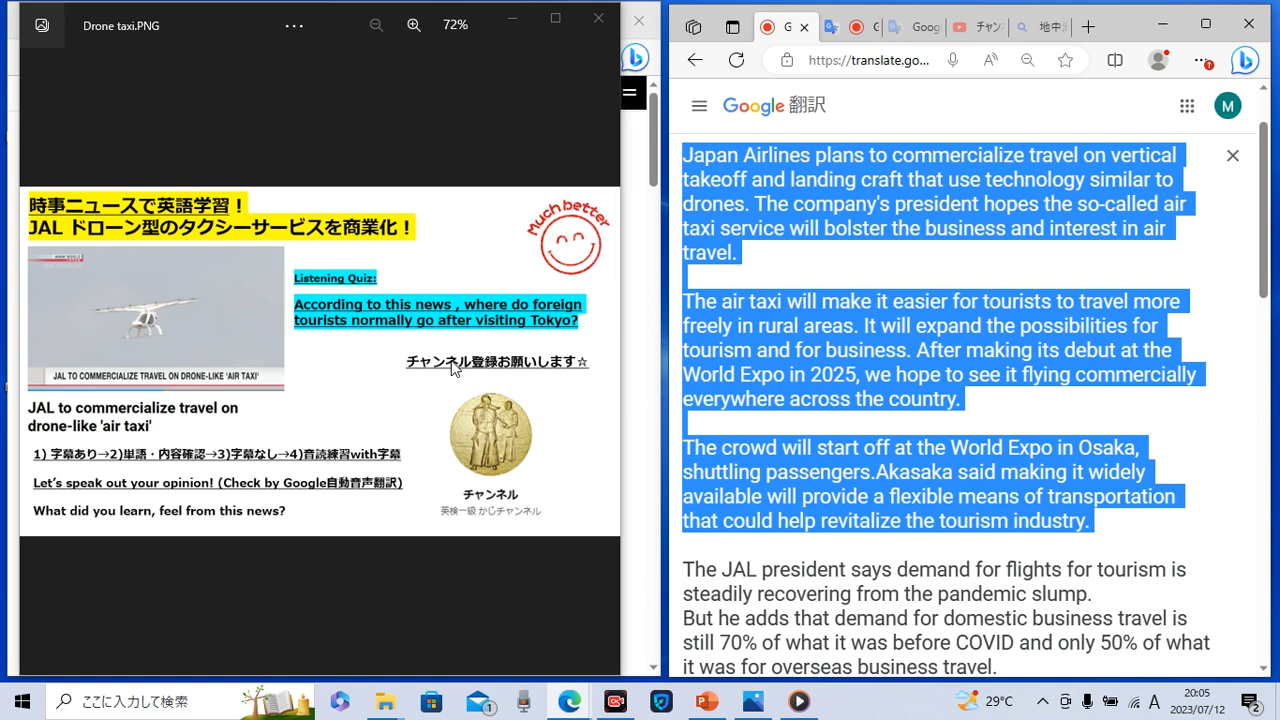 Drone taxi.PNG
72%
時事ニュースで英語学習！
JAL ドローン型のタクシーサービスを商業化！
Much better
NHK WORLD
JAPAN
JAL TO COMMERCIALIZE TRAVEL ON DRONE-LIKE 'AIR TAXI'
Listening Quiz:
According to this news , where do foreign
tourists normally go after visiting Tokyo?
チャンネル登録お願いします☆
JAL to commercialize travel on
drone-like 'air taxi'
1) 字幕あり→2)単語・内容確認→3)字幕なし→4)音読練習with字幕
Let's speak out your opinion! (Check by Google自動音声翻訳)
What did you learn, feel from this news?
チャンネル
英検一級 かじチャンネル
G
Goog
チャン
地中
https://translate.go...
Google 翻訳
M
Japan Airlines plans to commercialize travel on vertical
takeoff and landing craft that use technology similar to
drones. The company's president hopes the so-called air
taxi service will bolster the business and interest in air
travel.
The air taxi will make it easier for tourists to travel more
freely in rural areas. It will expand the possibilities for
tourism and for business. After making its debut at the
World Expo in 2025, we hope to see it flying commercially
everywhere across the country.
The crowd will start off at the World Expo in Osaka,
shuttling passengers.Akasaka said making it widely
available will provide a flexible means of transportation
that could help revitalize the tourism industry.
The JAL president says demand for flights for tourism is
steadily recovering from the pandemic slump.
But he adds that demand for domestic business travel is
still 70% of what it was before COVID and only 50% of what
it was for overseas business travel.
ここに入力して検索
1
29°C
A
20:05
2023/07/12
2